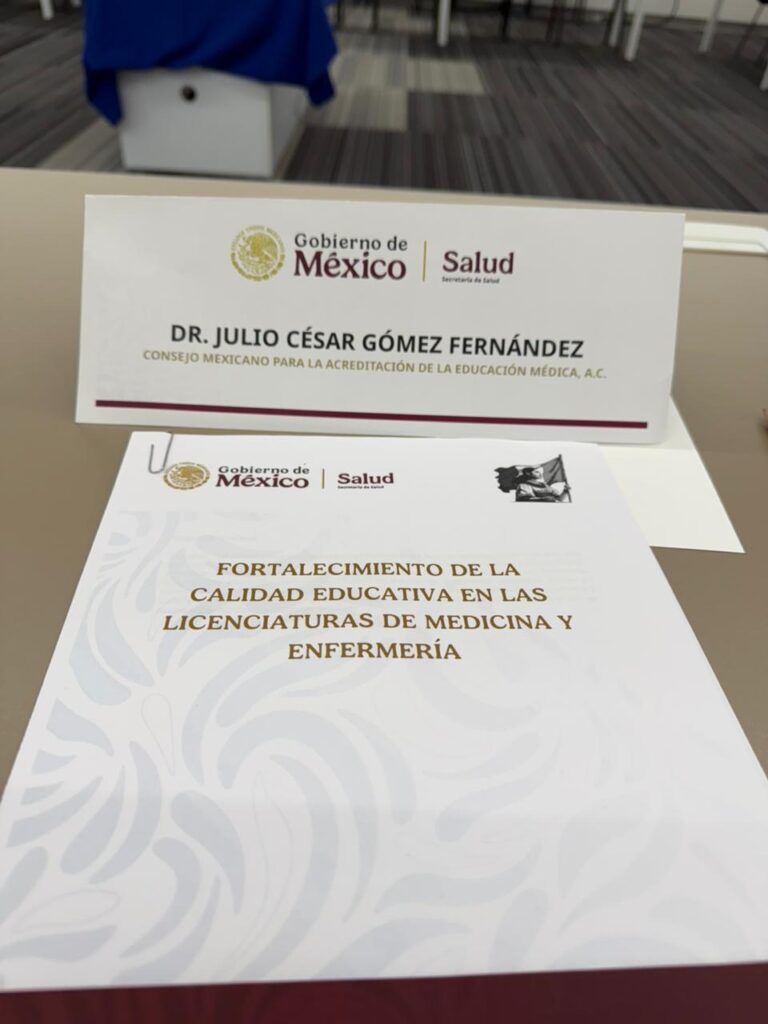 Gobierno de
México
Salud
Secretaría de Salud
DR. JULIO CÉSAR GÓMEZ FERNÁNDEZ
CONSEJO MEXICANO PARA LA ACREDITACIÓN DE LA EDUCACIÓN MÉDICA, A.C.
Gobierno de
México
Salud
Secretaría de Salud
FORTALECIMIENTO DE LA
CALIDAD EDUCATIVA EN LAS
LICENCIATURAS DE MEDICINA Y
ENFERMERÍA